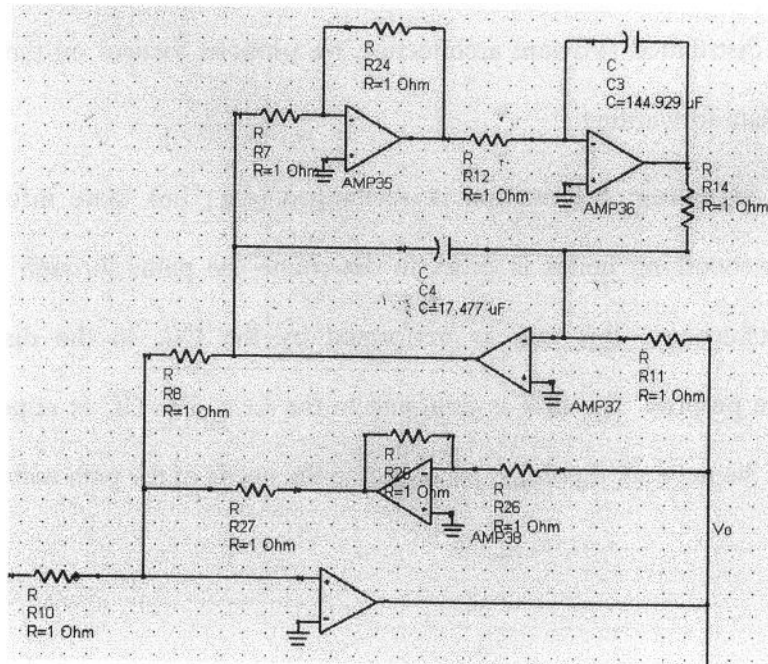 R
R24
R=1 Ohm
C
C3
C=144.929 uF
R
R7
R=1 Ohm
AMP35
R
R12
R=1 Ohm
AMP36
R
R14
R=1 Ohm
C
C4
C=17.477 uF
R
R8
R=1 Ohm
AMP37
R
R11
R=1 Ohm
R
R=1 Ohm
R
R27
R=1 Ohm
R
R26
R=1 Ohm
AMP38
Vo
R
R10
R=1 Ohm